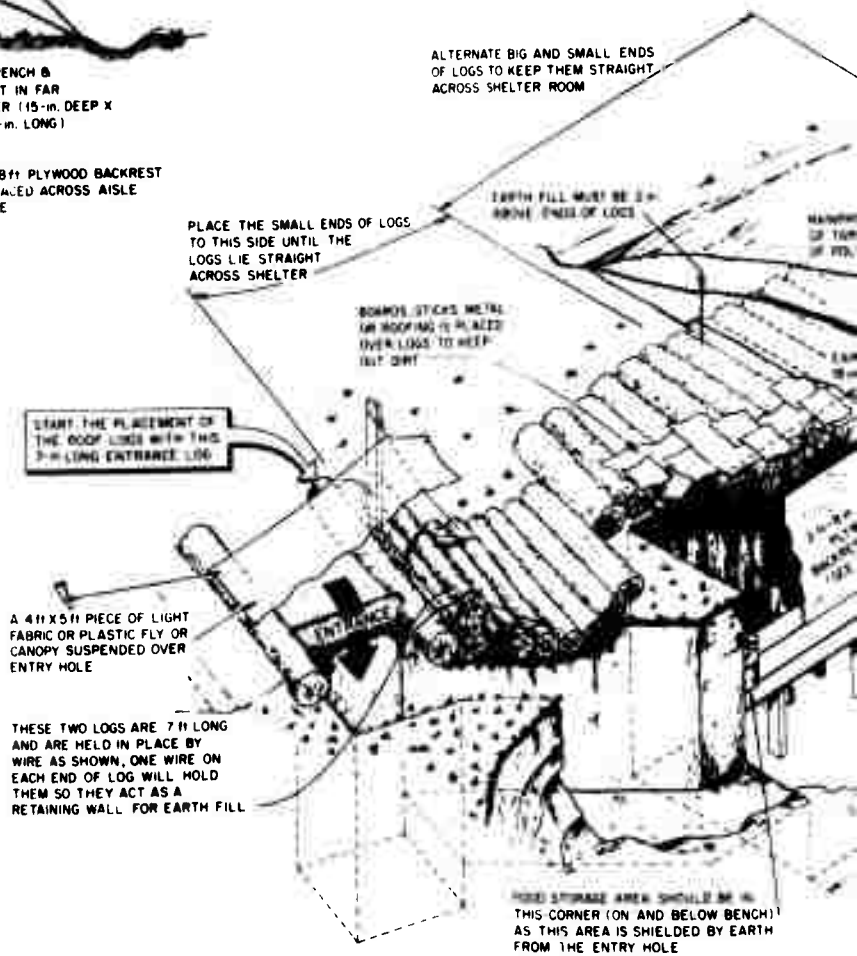 ENCH &
T IN FAR
R (15-in. DEEP X
-in. LONG)
8 ft PLYWOOD BACKREST
ACED ACROSS AISLE
E
ALTERNATE BIG AND SMALL ENDS
OF LOGS TO KEEP THEM STRAIGHT
ACROSS SHELTER ROOM
PLACE THE SMALL ENDS OF LOGS
TO THIS SIDE UNTIL THE
LOGS LIE STRAIGHT
ACROSS SHELTER
EARTH FILL MUST BE
ABOVE ENDS OF LOGS
BOARDS, STICKS, METAL
OR ROOFING IS PLACED
OVER LOGS TO KEEP
OUT DIRT
START THE PLACEMENT OF
THE ROOF LOGS WITH THIS
7-ft LONG ENTRANCE LOG
ENTRANCE
A 4 ft X 5 ft PIECE OF LIGHT
FABRIC OR PLASTIC FLY OR
CANOPY SUSPENDED OVER
ENTRY HOLE
THESE TWO LOGS ARE 7 ft LONG
AND ARE HELD IN PLACE BY
WIRE AS SHOWN, ONE WIRE ON
EACH END OF LOG WILL HOLD
THEM SO THEY ACT AS A
RETAINING WALL FOR EARTH FILL
FOOD STORAGE AREA SHOULD BE IN
THIS CORNER (ON AND BELOW BENCH)
AS THIS AREA IS SHIELDED BY EARTH
FROM THE ENTRY HOLE